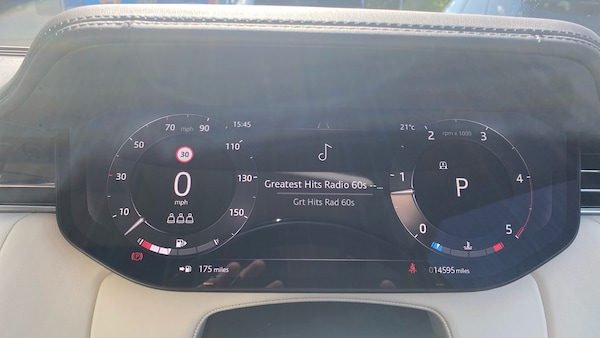 15:45
21°C
10
30
50
70
mph
90
110
130
150
30
0
mph
Greatest Hits Radio 60s --...
Grt Hits Rad 60s
0
1
2
rpm x 1000
3
4
5
P
175 miles
014595 miles